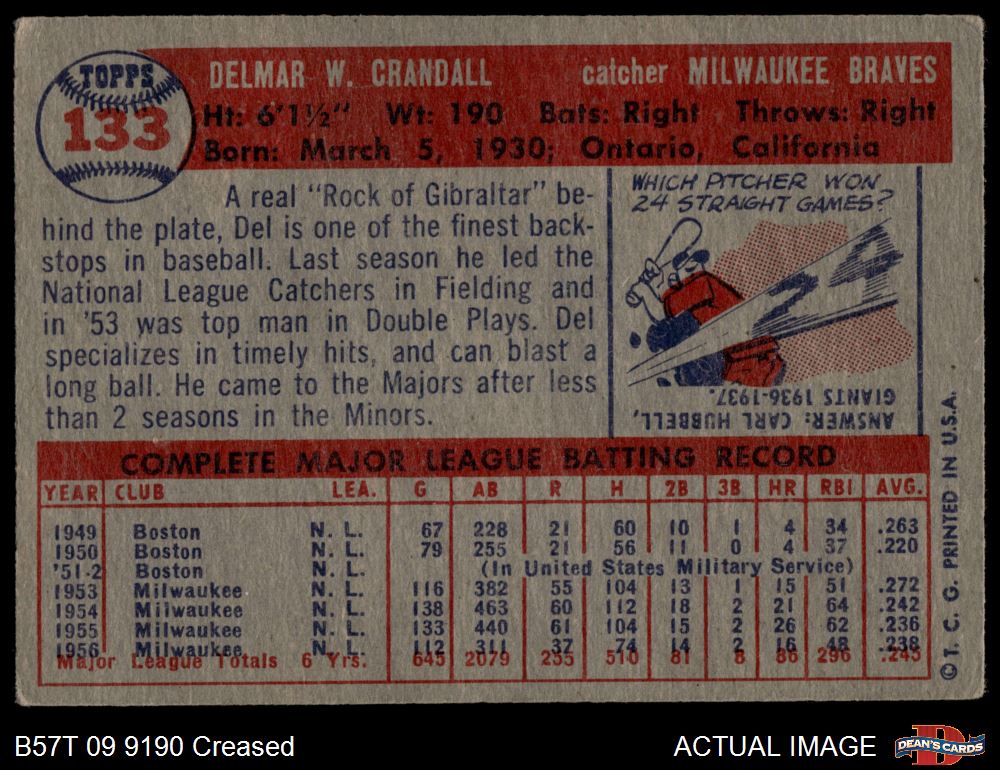 TOPPS
133
DELMAR W. CRANDALL catcher MILWAUKEE BRAVES
Ht: 6'1½" Wt: 190 Bats: Right Throws: Right
Born: March 5, 1930; Ontario, California
A real "Rock of Gibraltar" be-
hind the plate, Del is one of the finest back-
stops in baseball. Last season he led the
National League Catchers in Fielding and
in '53 was top man in Double Plays. Del
specializes in timely hits, and can blast a
long ball. He came to the Majors after less
than 2 seasons in the Minors.
WHICH PITCHER WON
24 STRAIGHT GAMES?
24
ANSWER: CARL HUBBELL,
GIANTS 1936-1937.
COMPLETE MAJOR LEAGUE BATTING RECORD
YEAR CLUB LEA. G AB R H 2B 3B HR RBI AVG.
1949 Boston N. L. 67 228 21 60 10 1 4 34 .263
1950 Boston N. L. 79 255 21 56 11 0 4 37 .220
'51-2 Boston N. L. (In United States Military Service)
1953 Milwaukee N. L. 116 382 55 104 13 1 15 51 .272
1954 Milwaukee N. L. 138 463 60 112 18 2 21 64 .242
1955 Milwaukee N. L. 133 440 61 104 15 2 26 62 .236
1956 Milwaukee N. L. 112 311 37 74 14 2 16 48 .238
Major League Totals 6 Yrs. 645 2079 255 510 81 8 86 296 .245
© T. C. G. PRINTED IN U.S.A.
B57T 09 9190 Creased
ACTUAL IMAGE
DEAN'S CARDS